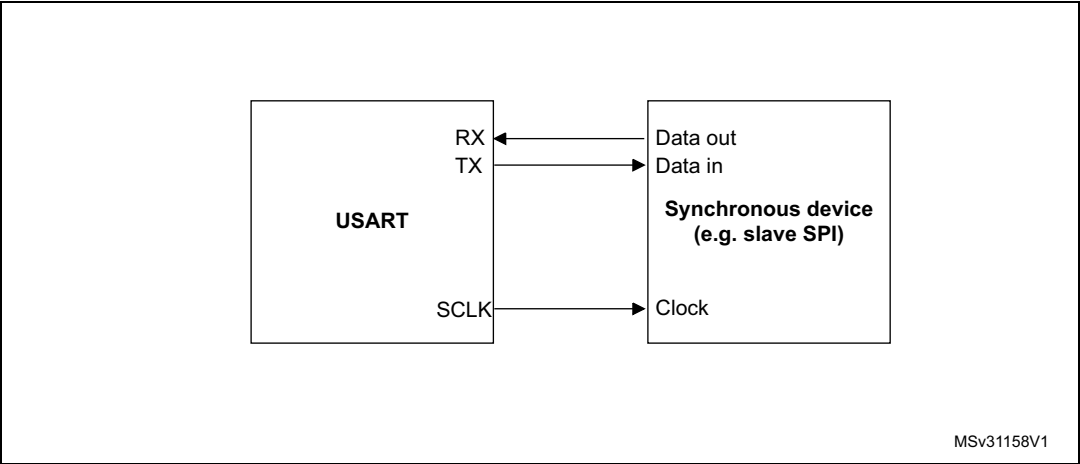 RX
TX
USART
SCLK
Data out
Data in
Synchronous device
(e.g. slave SPI)
Clock
MSv31158V1